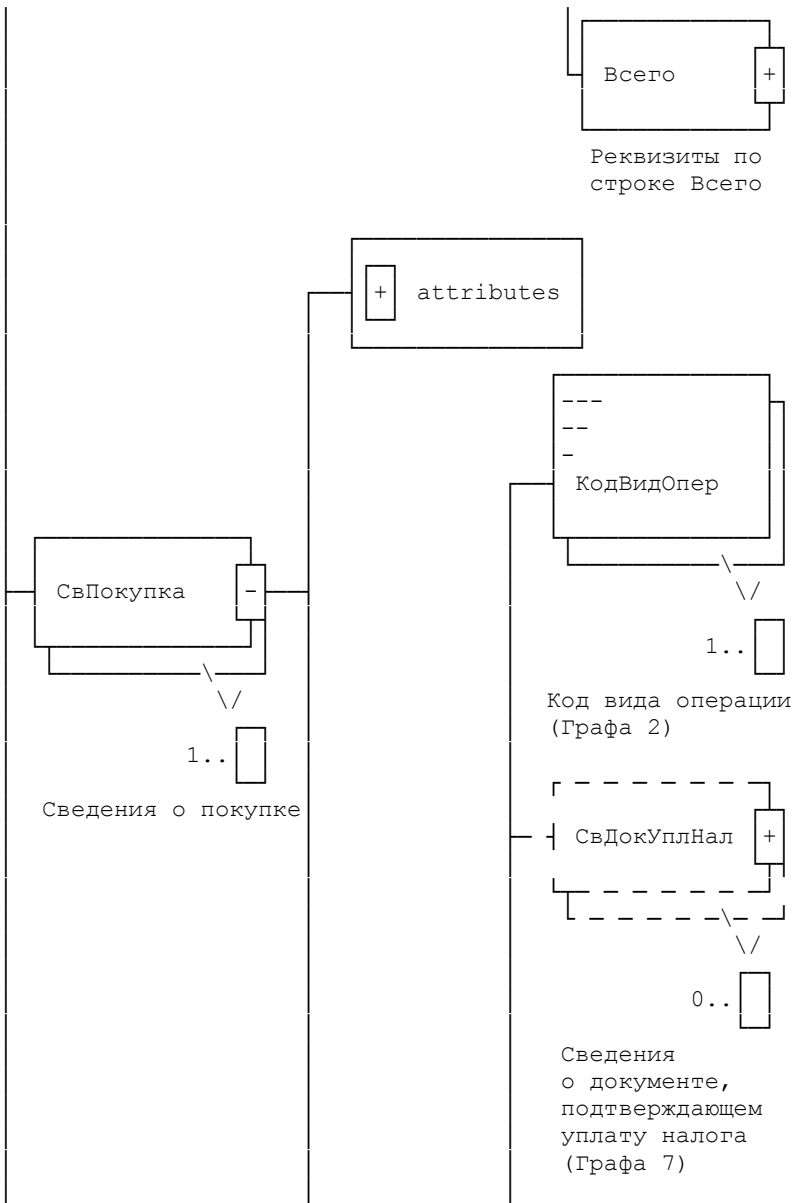 Всего +
Реквизиты по
строке Всего
+ attributes
---
--
-
КодВидОпер
СвПокупка -
\/
1..
Код вида операции
(Графа 2)
\/
1..
Сведения о покупке
СвДокУплНал +
\/
0..
Сведения
о документе,
подтверждающем
уплату налога
(Графа 7)